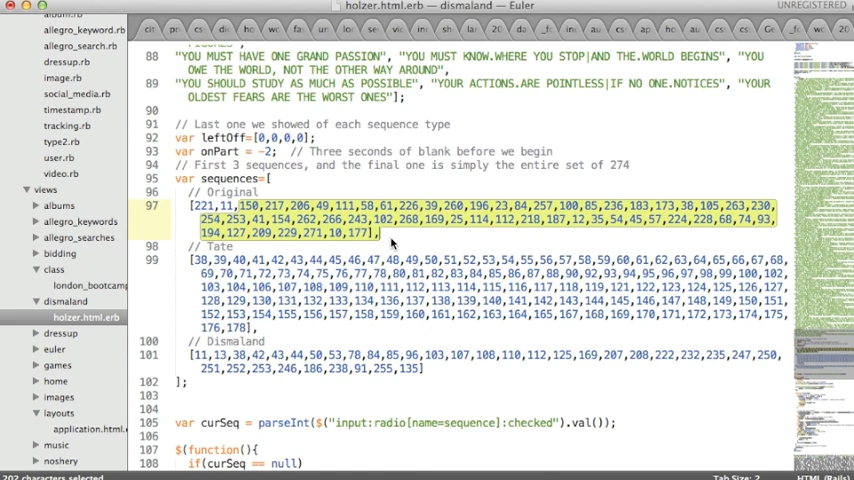 holzer.html.erb — dismaland — Euler
UNREGISTERED
allegro_keyword.rb
allegro_search.rb
dressup.rb
image.rb
social_media.rb
timestamp.rb
tracking.rb
type2.rb
user.rb
video.rb
views
albums
allegro_keywords
allegro_searches
bidding
class
london_bootcamp
dismaland
holzer.html.erb
dressup
euler
games
home
images
layouts
application.html.e
music
noshery
88 "YOU MUST HAVE ONE GRAND PASSION", "YOU MUST KNOW.WHERE YOU STOP|AND THE.WORLD BEGINS", "YOU
OWE THE WORLD, NOT THE OTHER WAY AROUND",
89 "YOU SHOULD STUDY AS MUCH AS POSSIBLE", "YOUR ACTIONS.ARE POINTLESS|IF NO ONE.NOTICES", "YOUR
OLDEST FEARS ARE THE WORST ONES"];
90
91 // Last one we showed of each sequence type
92 var leftOff=[0,0,0,0];
93 var onPart = -2; // Three seconds of blank before we begin
94 // First 3 sequences, and the final one is simply the entire set of 274
95 var sequences=[
96 // Original
97 [221,11,150,217,206,49,111,58,61,226,39,260,196,23,84,257,100,85,236,183,173,38,105,263,230,
254,253,41,154,262,266,243,102,268,169,25,114,112,218,187,12,35,54,45,57,224,228,68,74,93,
194,127,209,229,271,10,177],
98 // Tate
99 [38,39,40,41,42,43,44,45,46,47,48,49,50,51,52,53,54,55,56,57,58,59,60,61,62,63,64,65,66,67,68,
69,70,71,72,73,74,75,76,77,78,80,81,82,83,84,85,86,87,88,90,92,93,94,95,96,97,98,99,100,102,
103,104,106,107,108,109,110,111,112,113,114,115,116,117,118,119,121,122,123,124,125,126,127,
128,129,130,131,132,133,134,135,136,137,138,139,140,141,142,143,144,145,146,147,148,149,150,151,
152,153,154,155,156,157,158,159,160,161,162,163,164,165,166,167,168,169,170,171,172,173,174,175,
176,178],
100 // Dismaland
101 [11,13,38,42,43,44,50,53,78,84,85,96,103,107,108,110,112,125,169,207,208,222,232,235,247,250,
251,252,253,246,186,238,91,255,135]
102 ];
103
104
105 var curSeq = parseInt($("input:radio[name=sequence]:checked").val());
106
107 $(function(){
108 if(curSeq == null)
202 characters selected
Tab Size: 2
HTML (Rails)